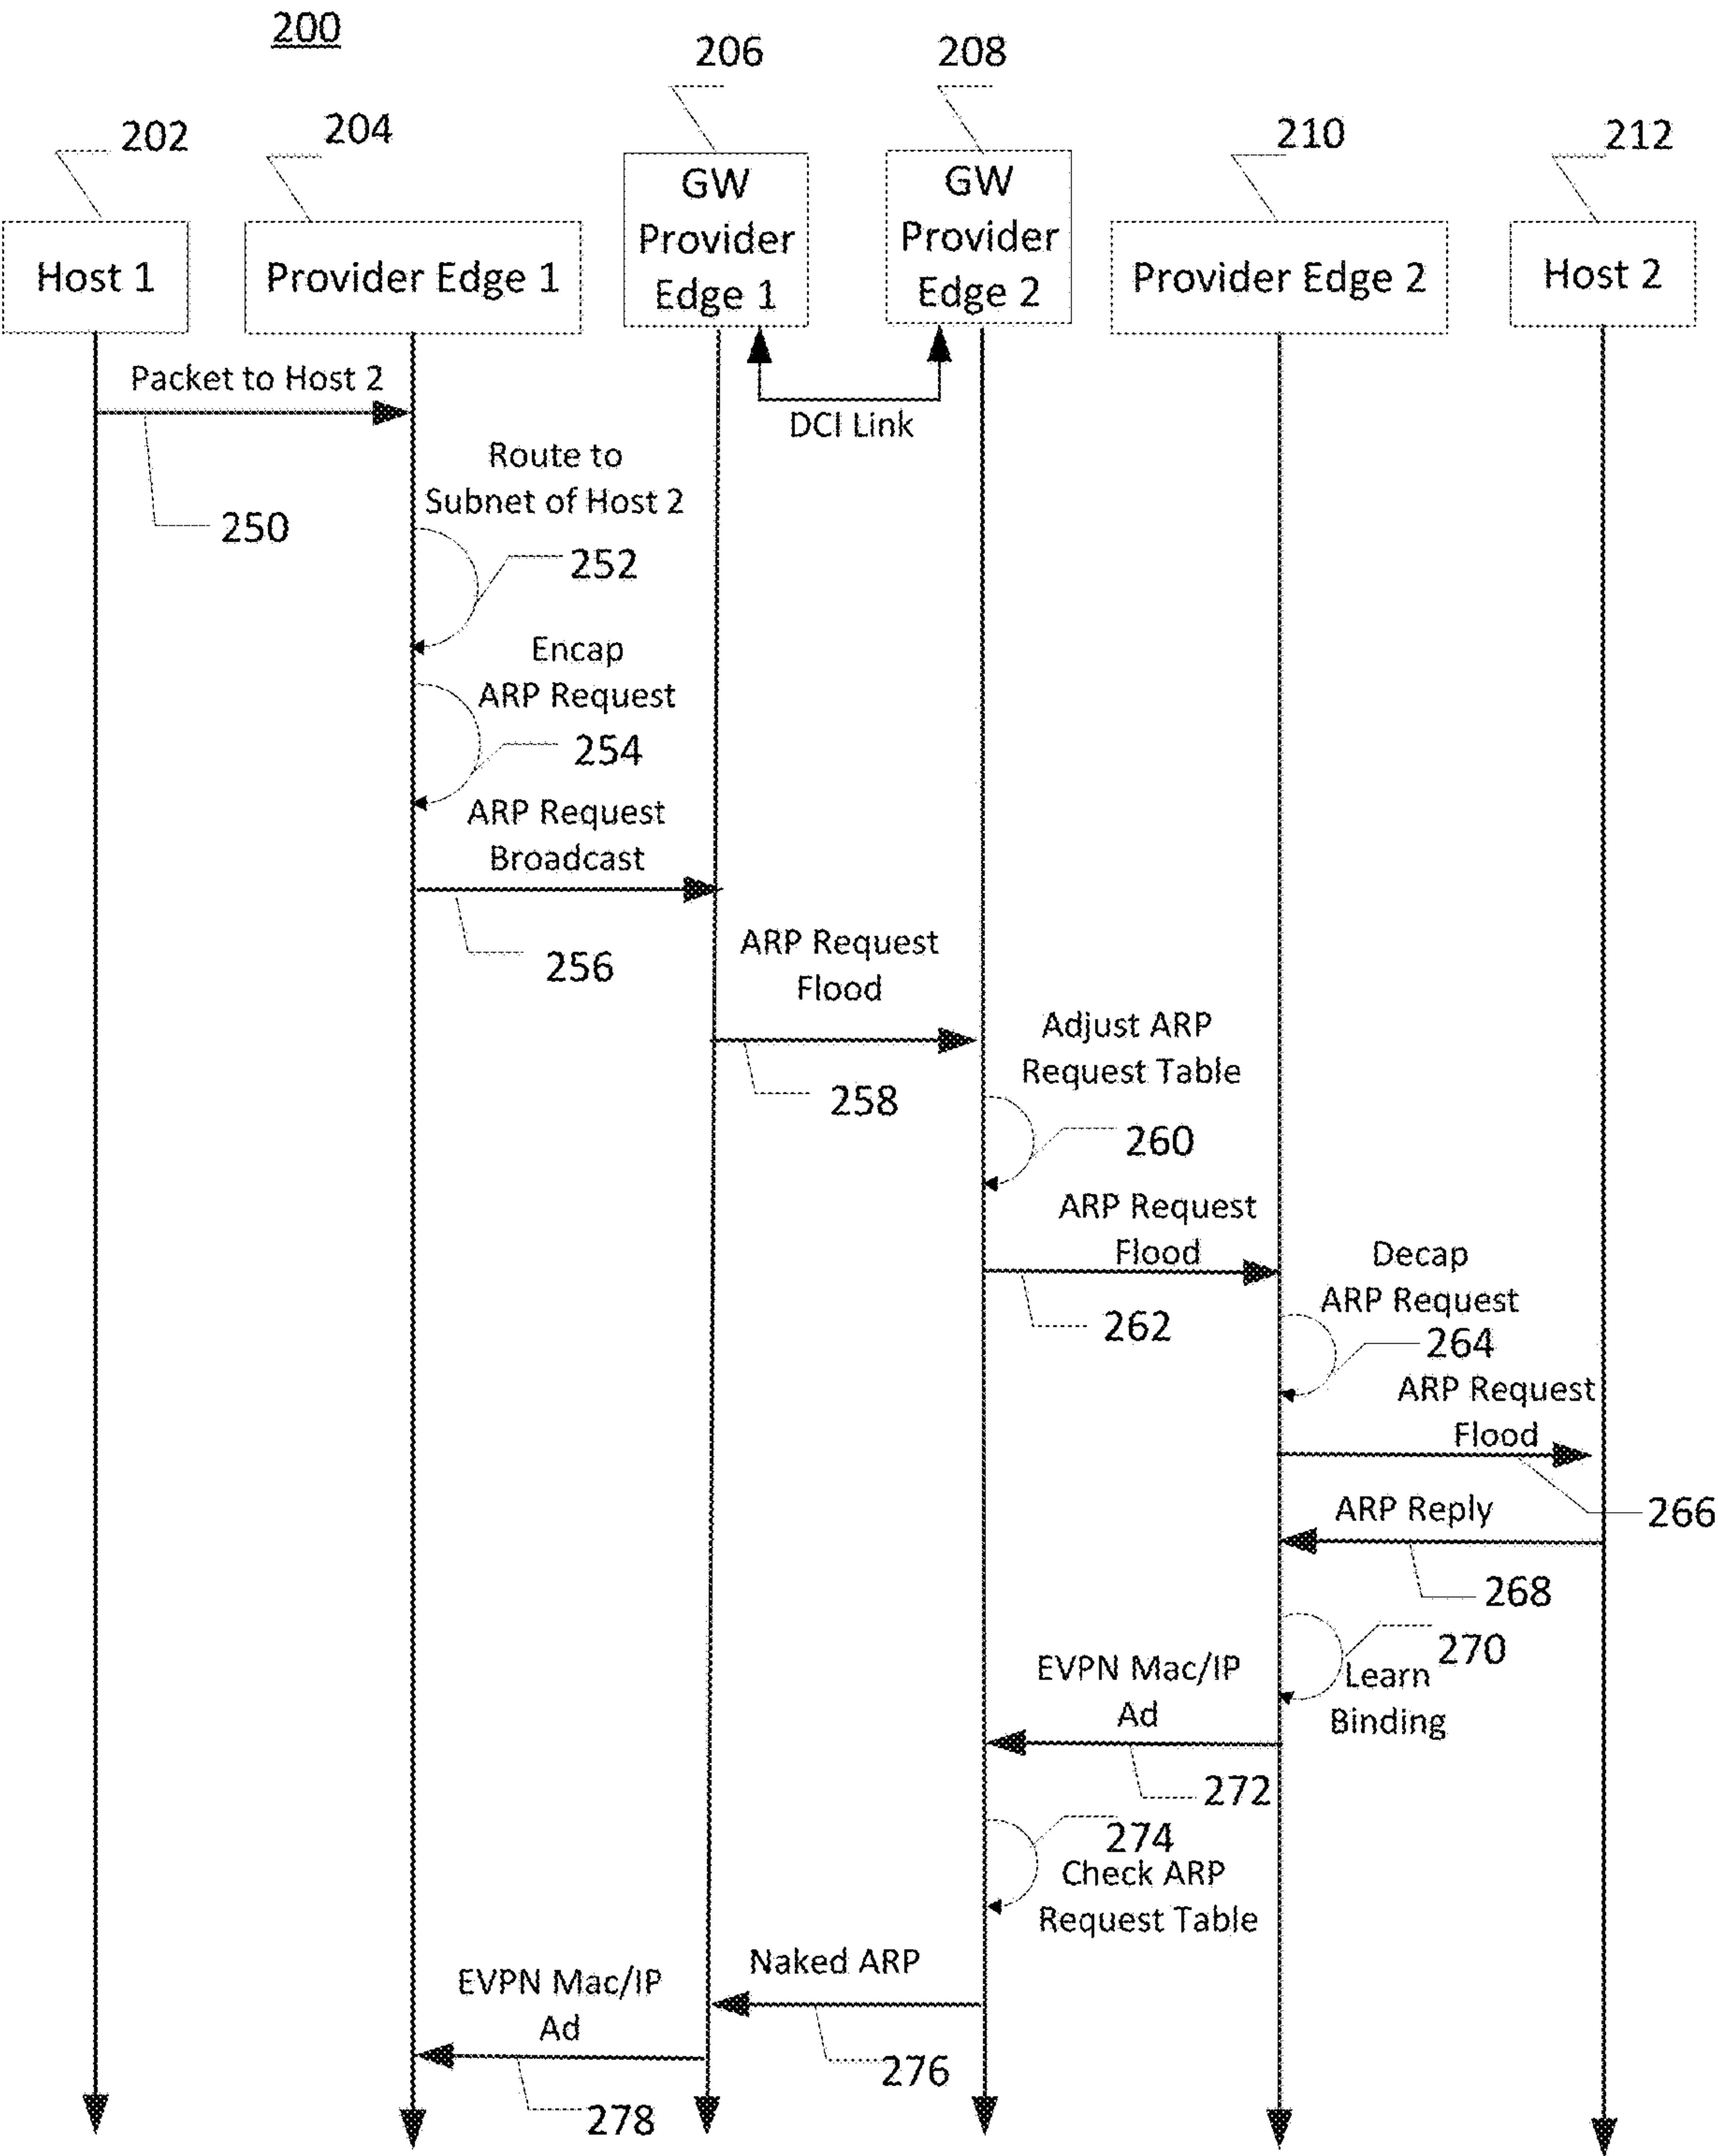 200
206
208
202
204
210
212
Host 1
Provider Edge 1
GW
Provider
Edge 1
GW
Provider
Edge 2
Provider Edge 2
Host 2
Packet to Host 2
DCI Link
250
Route to
Subnet of Host 2
252
Encap
ARP Request
254
ARP Request
Broadcast
256
ARP Request
Flood
258
Adjust ARP
Request Table
260
ARP Request
Flood
262
Decap
ARP Request
264
ARP Request
Flood
266
ARP Reply
268
270
Learn
Binding
EVPN Mac/IP
Ad
272
274
Check ARP
Request Table
Naked ARP
276
EVPN Mac/IP
Ad
278